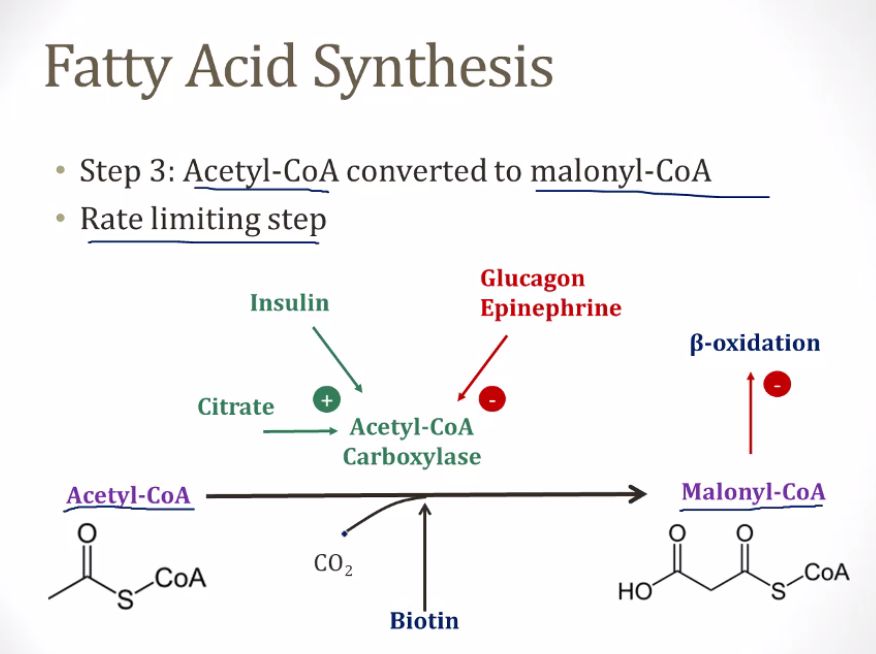 Fatty Acid Synthesis
• Step 3: Acetyl-CoA converted to malonyl-CoA
• Rate limiting step
Glucagon
Epinephrine
Insulin
β-oxidation
-
Citrate
+
-
Acetyl-CoA
Carboxylase
Acetyl-CoA
Malonyl-CoA
O
S
CoA
CO₂
O
O
HO
S
CoA
Biotin